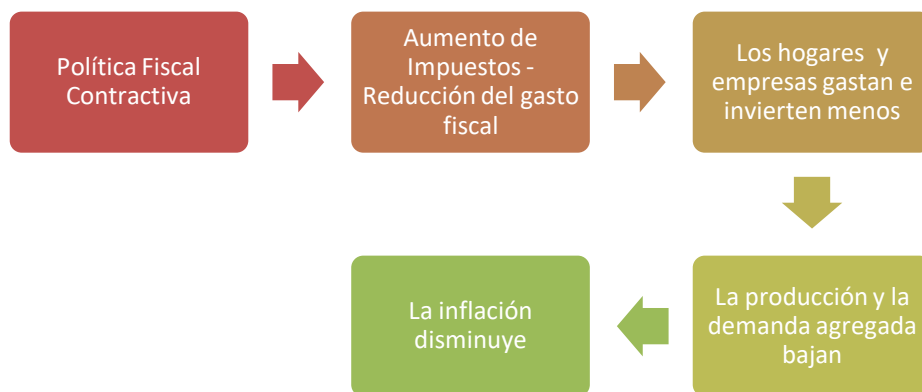 Política Fiscal
Contractiva
Aumento de
Impuestos -
Reducción del gasto
fiscal
Los hogares y
empresas gastan e
invierten menos
La producción y la
demanda agregada
bajan
La inflación
disminuye